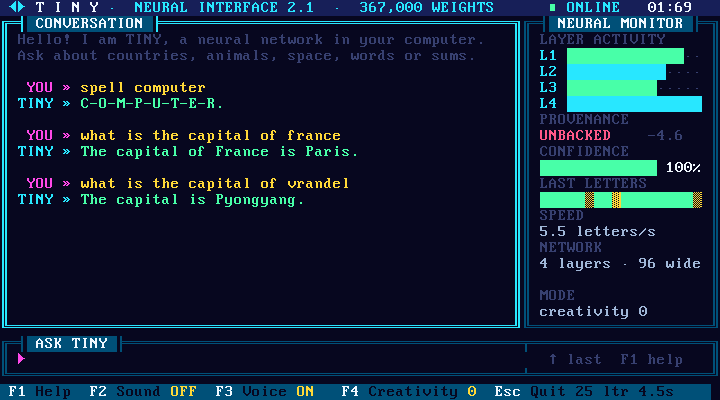 T I N Y · NEURAL INTERFACE 2.1 · 367,000 WEIGHTS ONLINE 01:69
CONVERSATION
Hello! I am TINY, a neural network in your computer.
Ask about countries, animals, space, words or sums.
YOU » spell computer
TINY » C-O-M-P-U-T-E-R.
YOU » what is the capital of france
TINY » The capital of France is Paris.
YOU » what is the capital of vrandel
TINY » The capital is Pyongyang.
NEURAL MONITOR
LAYER ACTIVITY
L1
L2
L3
L4
PROVENANCE
UNBACKED -4.6
CONFIDENCE
100%
LAST LETTERS
SPEED
5.5 letters/s
NETWORK
4 layers · 96 wide
MODE
creativity 0
ASK TINY
↑ last F1 help
F1 Help F2 Sound OFF F3 Voice ON F4 Creativity 0 Esc Quit 25 ltr 4.5s